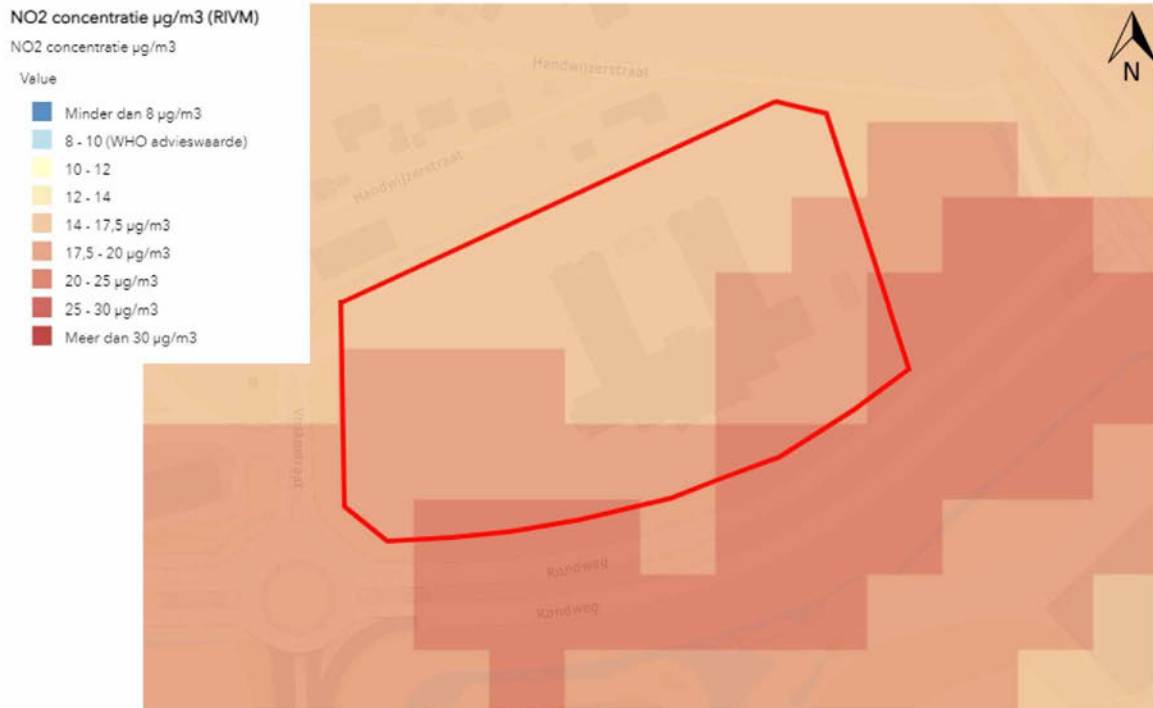 NO2 concentratie µg/m3 (RIVM)
NO2 concentratie µg/m3
Value
Minder dan 8 µg/m3
8 - 10 (WHO advieswaarde)
10 - 12
12 - 14
14 - 17,5 µg/m3
17,5 - 20 µg/m3
20 - 25 µg/m3
25 - 30 µg/m3
Meer dan 30 µg/m3
N
Handwijzerstraat
Handwijzerstraat
Rondweg
Rondweg